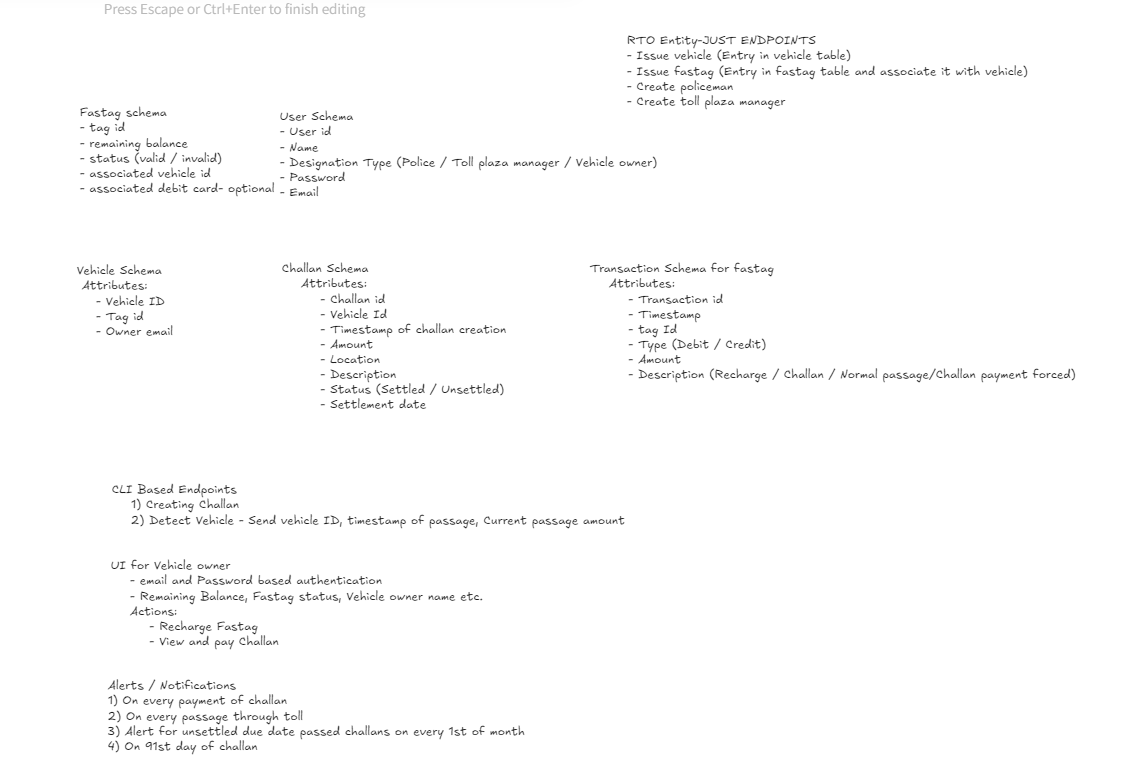 Press Escape or Ctrl+Enter to finish editing
RTO Entity-JUST ENDPOINTS
- Issue vehicle (Entry in vehicle table)
- Issue fastag (Entry in fastag table and associate it with vehicle)
- Create policeman
- Create toll plaza manager
Fastag schema
- tag id
- remaining balance
- status (valid / invalid)
- associated vehicle id
- associated debit card- optional
User Schema
- User id
- Name
- Designation Type (Police / Toll plaza manager / Vehicle owner)
- Password
- Email
Vehicle Schema
Attributes:
- Vehicle ID
- Tag id
- Owner email
Challan Schema
Attributes:
- Challan id
- Vehicle Id
- Timestamp of challan creation
- Amount
- Location
- Description
- Status (Settled / Unsettled)
- Settlement date
Transaction Schema for fastag
Attributes:
- Transaction id
- Timestamp
- tag Id
- Type (Debit / Credit)
- Amount
- Description (Recharge / Challan / Normal passage/Challan payment forced)
CLI Based Endpoints
1) Creating Challan
2) Detect Vehicle - Send vehicle ID, timestamp of passage, Current passage amount
UI for Vehicle owner
- email and Password based authentication
- Remaining Balance, Fastag status, Vehicle owner name etc.
Actions:
- Recharge Fastag
- View and pay Challan
Alerts / Notifications
1) On every payment of challan
2) On every passage through toll
3) Alert for unsettled due date passed challans on every 1st of month
4) On 91st day of challan